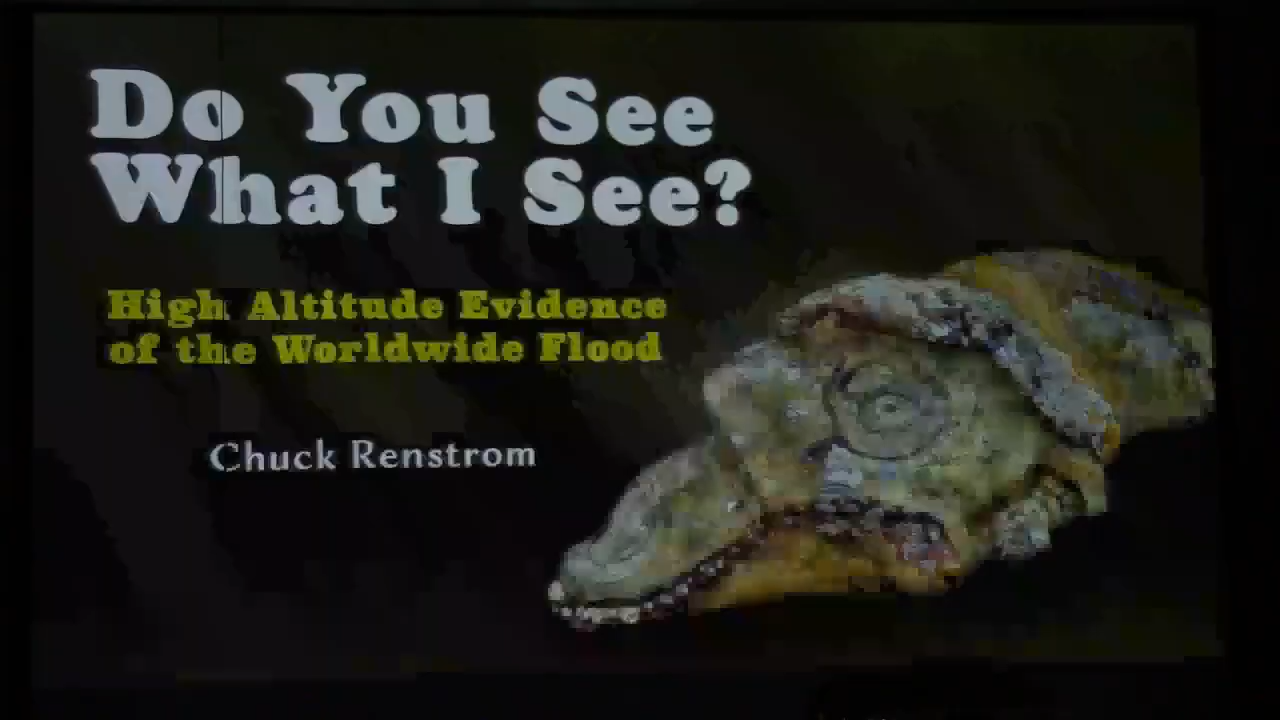 Do You See
What I See?
High Altitude Evidence
of the Worldwide Flood
Chuck Renstrom